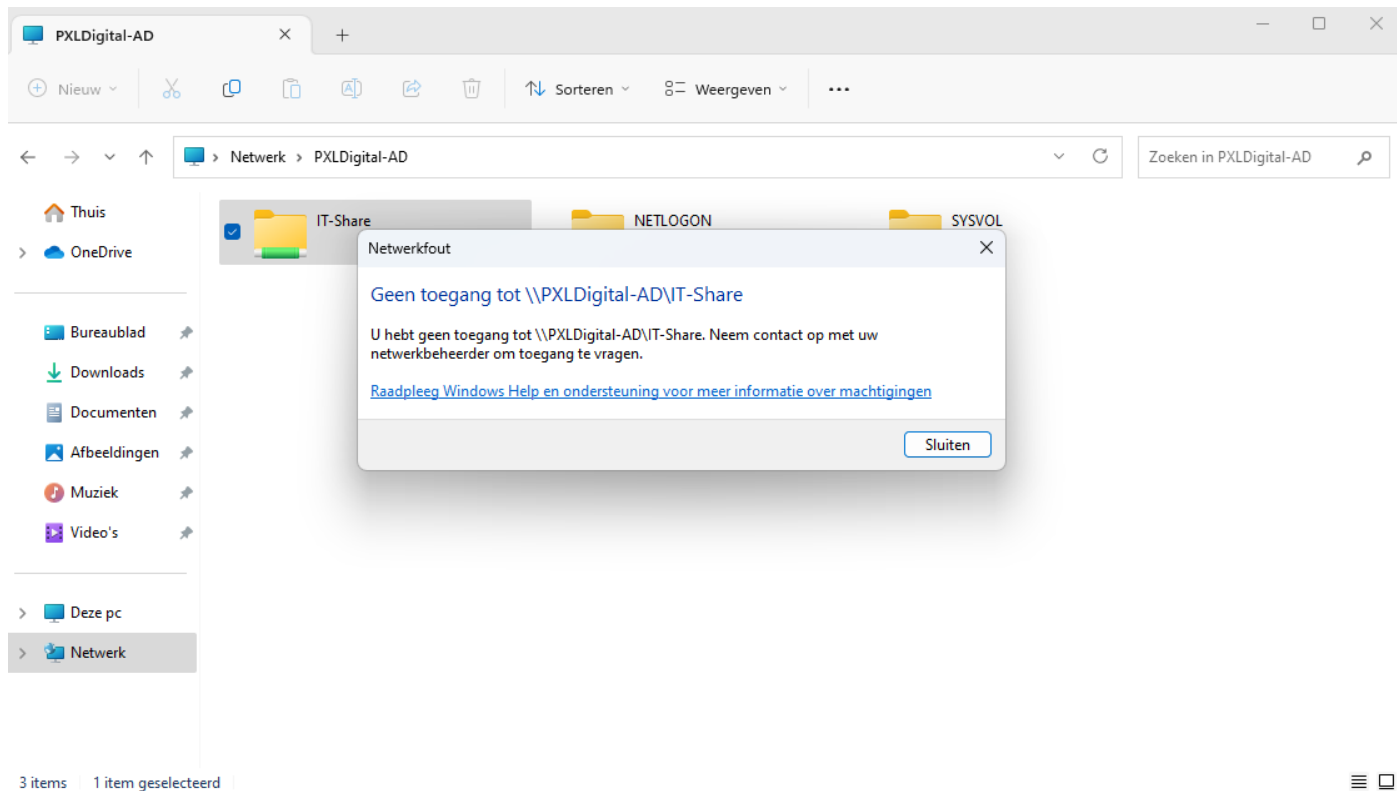 PXLDigital-AD
Nieuw
Sorteren
Weergeven
Netwerk
PXLDigital-AD
Zoeken in PXLDigital-AD
Thuis
OneDrive
Bureaublad
Downloads
Documenten
Afbeeldingen
Muziek
Video's
Deze pc
Netwerk
IT-Share
NETLOGON
SYSVOL
Netwerkfout
Geen toegang tot \\PXLDigital-AD\IT-Share
U hebt geen toegang tot \\PXLDigital-AD\IT-Share. Neem contact op met uw
netwerkbeheerder om toegang te vragen.
Raadpleeg Windows Help en ondersteuning voor meer informatie over machtigingen
Sluiten
3 items 1 item geselecteerd